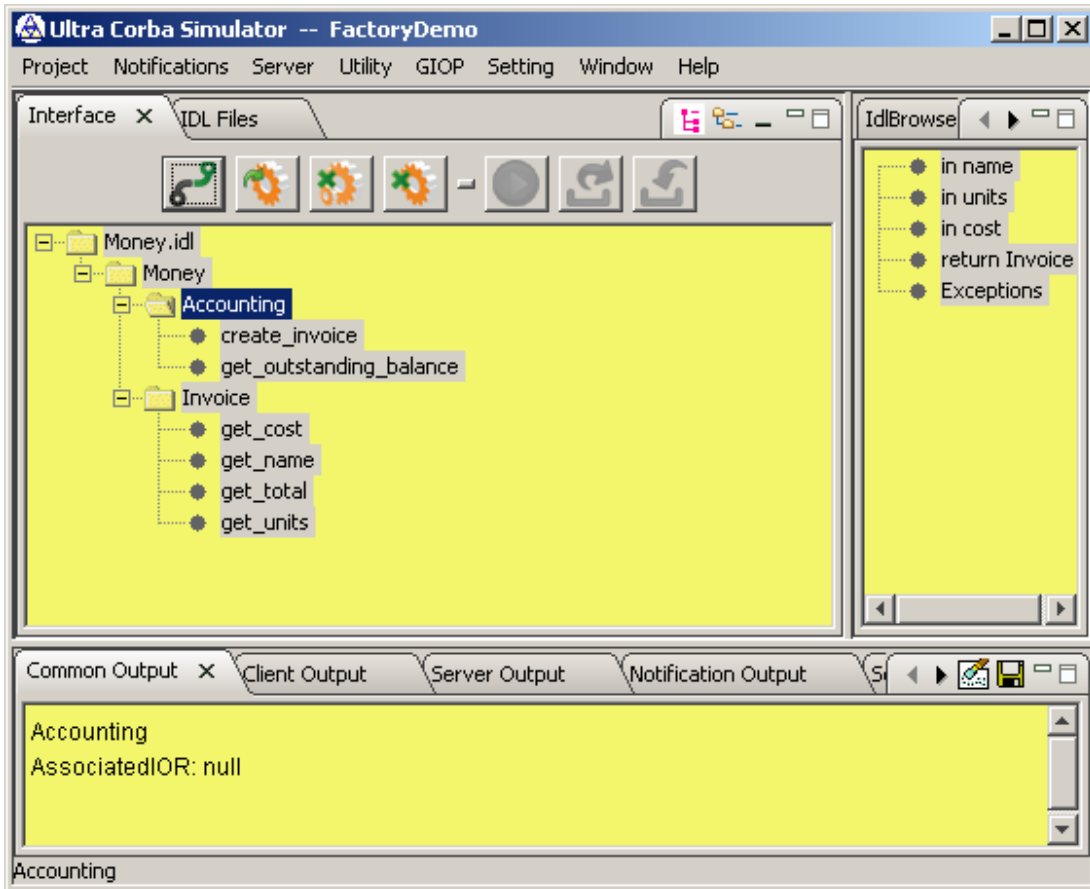 Ultra Corba Simulator -- FactoryDemo
Project Notifications Server Utility GIOP Setting Window Help
Interface IDL Files
IdlBrowse
Money.idl
Money
Accounting
create_invoice
get_outstanding_balance
Invoice
get_cost
get_name
get_total
get_units
in name
in units
in cost
return Invoice
Exceptions
Common Output Client Output Server Output Notification Output
Accounting
AssociatedIOR: null
Accounting